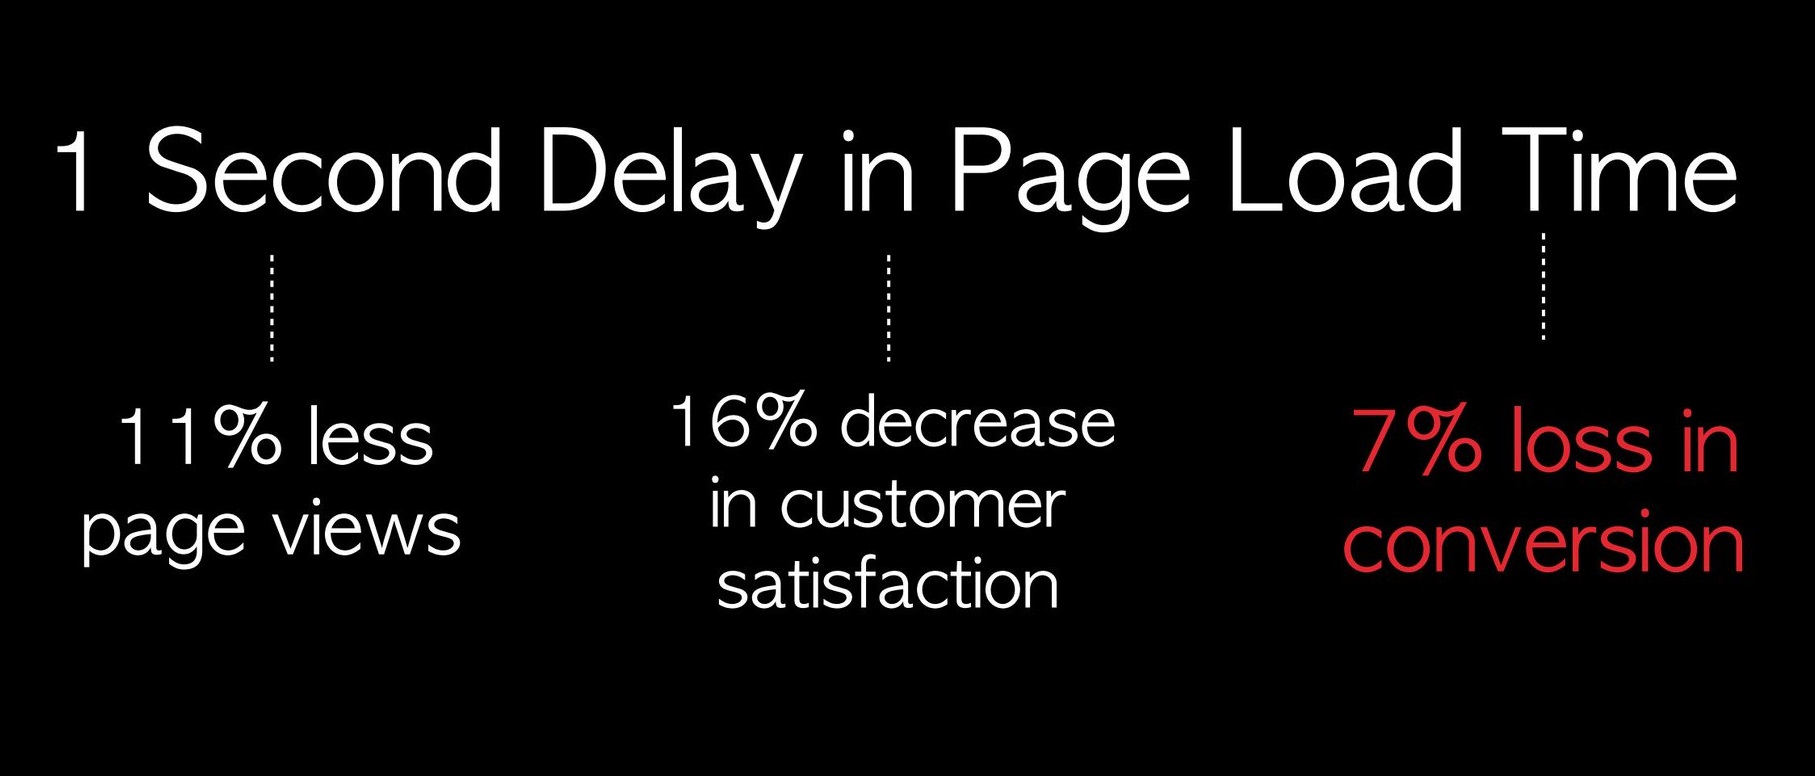 1 Second Delay in Page Load Time
11% less
page views
16% decrease
in customer
satisfaction
7% loss in
conversion